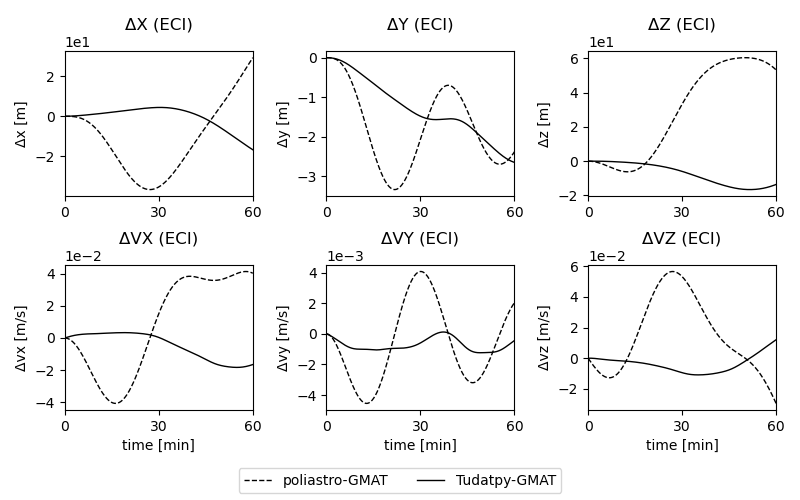 ΔX (ECI) ΔY (ECI) ΔZ (ECI)
1e1 1e1
Δx [m] 2 0 −2
Δy [m] 0 −1 −2 −3
Δz [m] 6 4 2 0 −2
0 30 60 0 30 60 0 30 60
ΔVX (ECI) ΔVY (ECI) ΔVZ (ECI)
1e−2 1e−3 1e−2
Δvx [m/s] 4 2 0 −2 −4
Δvy [m/s] 4 2 0 −2 −4
Δvz [m/s] 6 4 2 0 −2
0 30 60 0 30 60 0 30 60
time [min] time [min] time [min]
poliastro-GMAT Tudatpy-GMAT